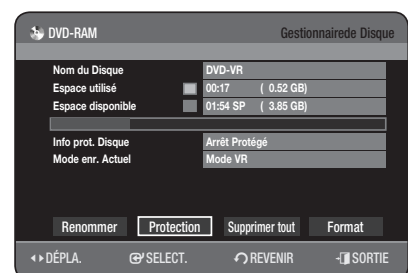 DVD-RAM Gestionnairede Disque
Nom du Disque DVD-VR
Espace utilisé 00:17 ( 0.52 GB)
Espace disponible 01:54 SP ( 3.85 GB)
Info prot. Disque Arrêt Protégé
Mode enr. Actuel Mode VR
Renommer Protection Supprimer tout Format
DÉPLA. SELECT. REVENIR SORTIE